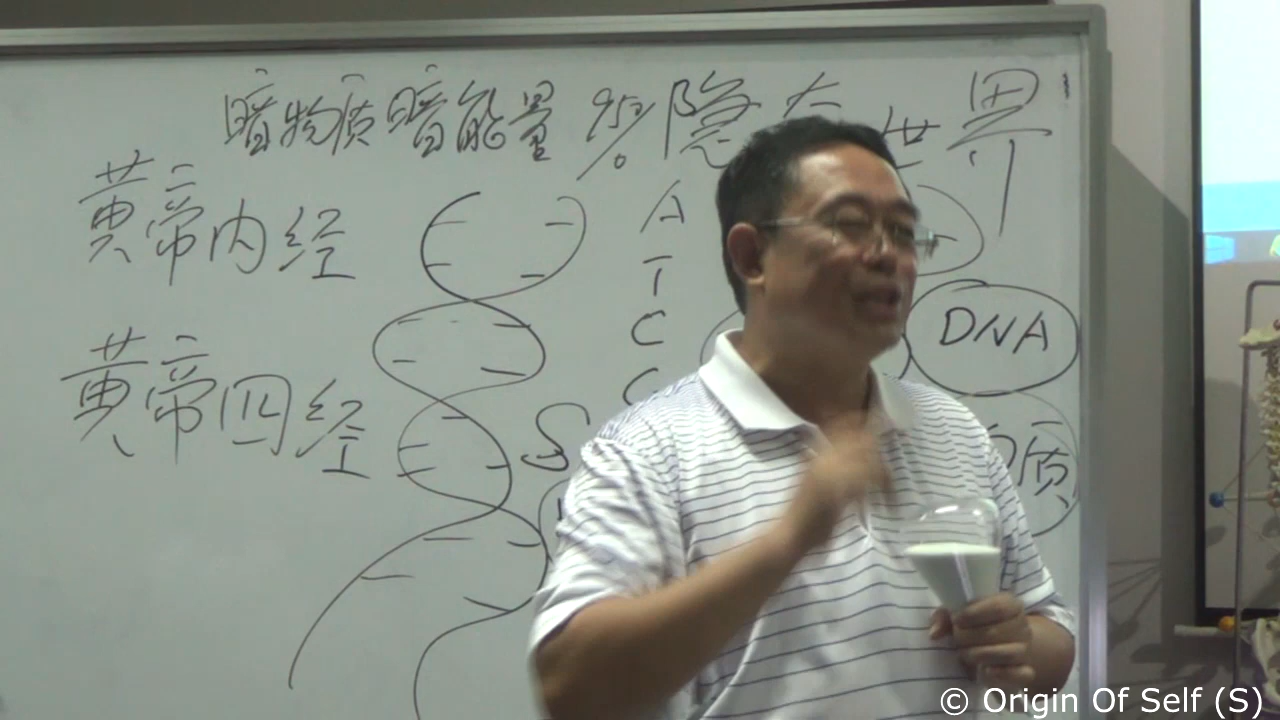 暗物质暗能量 95% 隐 世界
黄帝内经
黄帝四经
A
T
C
DNA
S
质
© Origin Of Self (S)